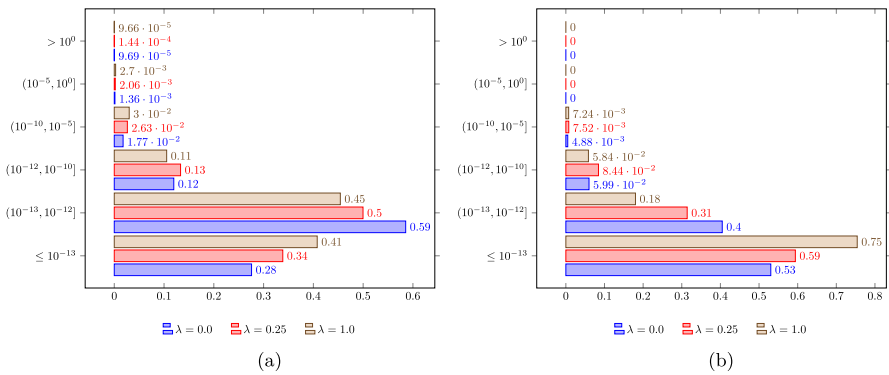 > 10⁰
9.66 · 10⁻⁵
1.44 · 10⁻⁴
9.69 · 10⁻⁵
(10⁻⁵, 10⁰]
2.7 · 10⁻³
2.06 · 10⁻³
1.36 · 10⁻³
(10⁻¹⁰, 10⁻⁵]
3 · 10⁻²
2.63 · 10⁻²
1.77 · 10⁻²
(10⁻¹², 10⁻¹⁰]
0.11
0.13
0.12
(10⁻¹³, 10⁻¹²]
0.45
0.5
0.59
≤ 10⁻¹³
0.41
0.34
0.28
0 0.1 0.2 0.3 0.4 0.5 0.6
λ = 0.0 λ = 0.25 λ = 1.0
(a)
> 10⁰
0
0
0
(10⁻⁵, 10⁰]
0
0
0
(10⁻¹⁰, 10⁻⁵]
7.24 · 10⁻³
7.52 · 10⁻³
4.88 · 10⁻³
(10⁻¹², 10⁻¹⁰]
5.84 · 10⁻²
8.44 · 10⁻²
5.99 · 10⁻²
(10⁻¹³, 10⁻¹²]
0.18
0.31
0.4
≤ 10⁻¹³
0.75
0.59
0.53
0 0.1 0.2 0.3 0.4 0.5 0.6 0.7 0.8
λ = 0.0 λ = 0.25 λ = 1.0
(b)